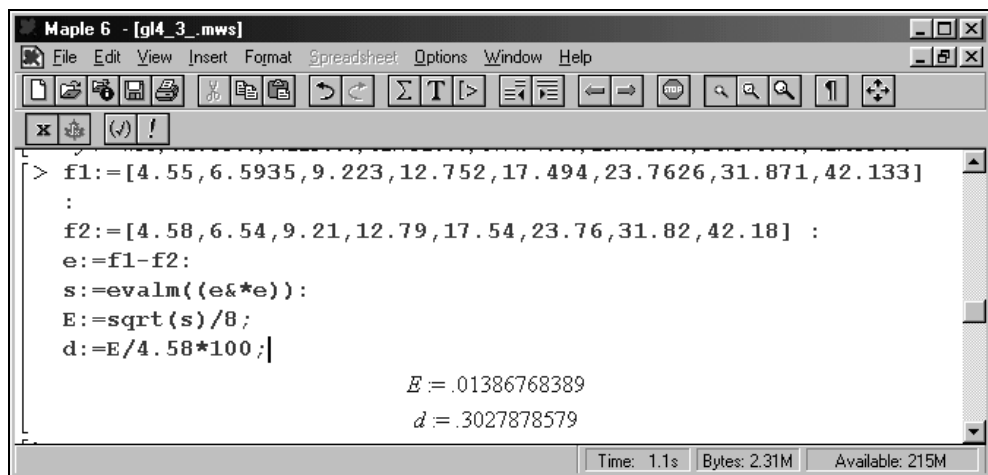 Maple 6 - [gl4_3_.mws]
File Edit View Insert Format Spreadsheet Options Window Help
Σ T [> STOP ¶
x (√) !
> f1:=[4.55,6.5935,9.223,12.752,17.494,23.7626,31.871,42.133]
:
f2:=[4.58,6.54,9.21,12.79,17.54,23.76,31.82,42.18] :
e:=f1-f2:
s:=evalm((e&*e)):
E:=sqrt(s)/8;
d:=E/4.58*100;
E := .01386768389
d := .3027878579
Time: 1.1s Bytes: 2.31M Available: 215M